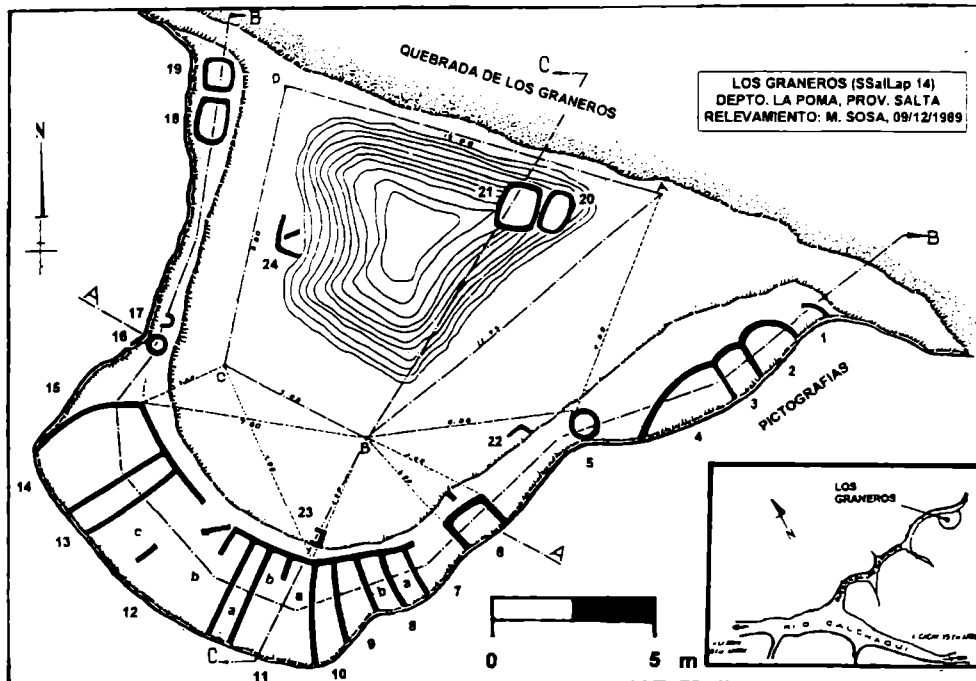 B
19
18
N
QUEBRADA DE LOS GRANEROS
C
LOS GRANEROS (SSalLap 14)
DEPTO. LA POMA, PROV. SALTA
RELEVAMIENTO: M. SOSA, 09/12/1989
D
A
21
20
24
B
A
17
16
C
1
2
3
PICTOGRAFIAS
4
15
22
5
B
14
23
6
A
13
c
7
12
b
b
a
a
b
a
8
9
C
11
10
0
5 m
LOS
GRANEROS
N
RIO CALCHAQUI